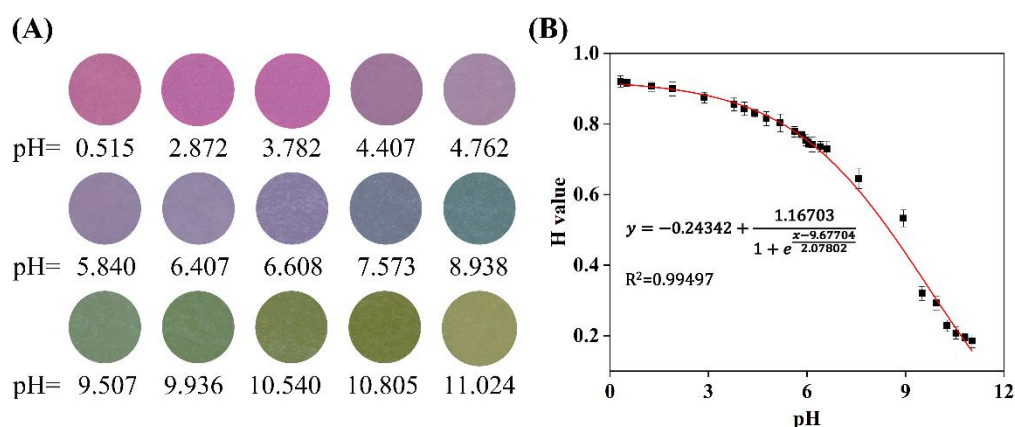 (A)
pH= 0.515 2.872 3.782 4.407 4.762
pH= 5.840 6.407 6.608 7.573 8.938
pH= 9.507 9.936 10.540 10.805 11.024
(B)
1.0
0.8
0.6
0.4
0.2
H value
y = −0.24342 + 1.16703 / 1 + e^(x−9.67704 / 2.07802)
R²=0.99497
0 3 6 9 12
pH